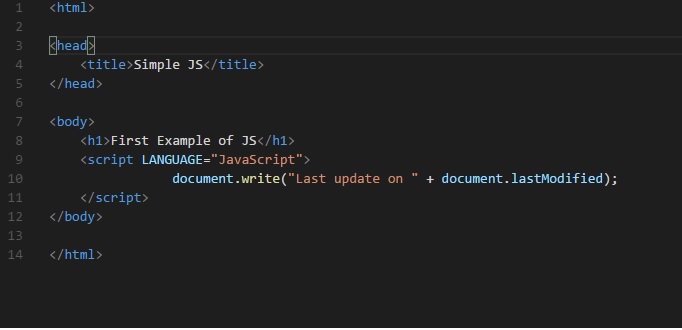 1 <html>
2
3 <head>
4     <title>Simple JS</title>
5 </head>
6
7 <body>
8     <h1>First Example of JS</h1>
9     <script LANGUAGE="JavaScript">
10                 document.write("Last update on " + document.lastModified);
11     </script>
12 </body>
13
14 </html>